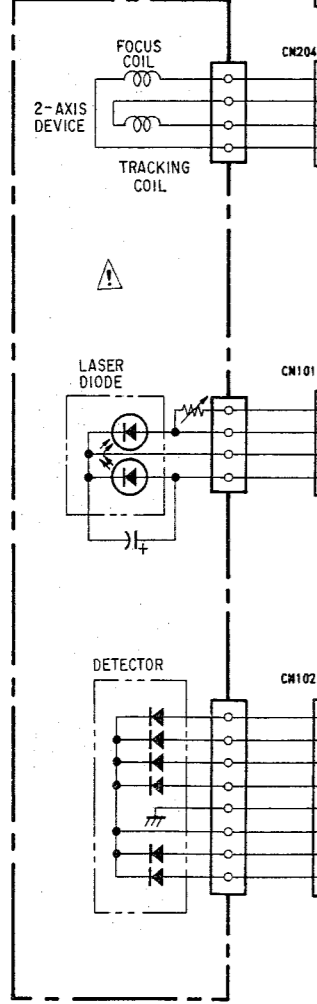 FOCUS
COIL
CN204
2-AXIS
DEVICE
TRACKING
COIL
LASER
DIODE
CN101
DETECTOR
CN102